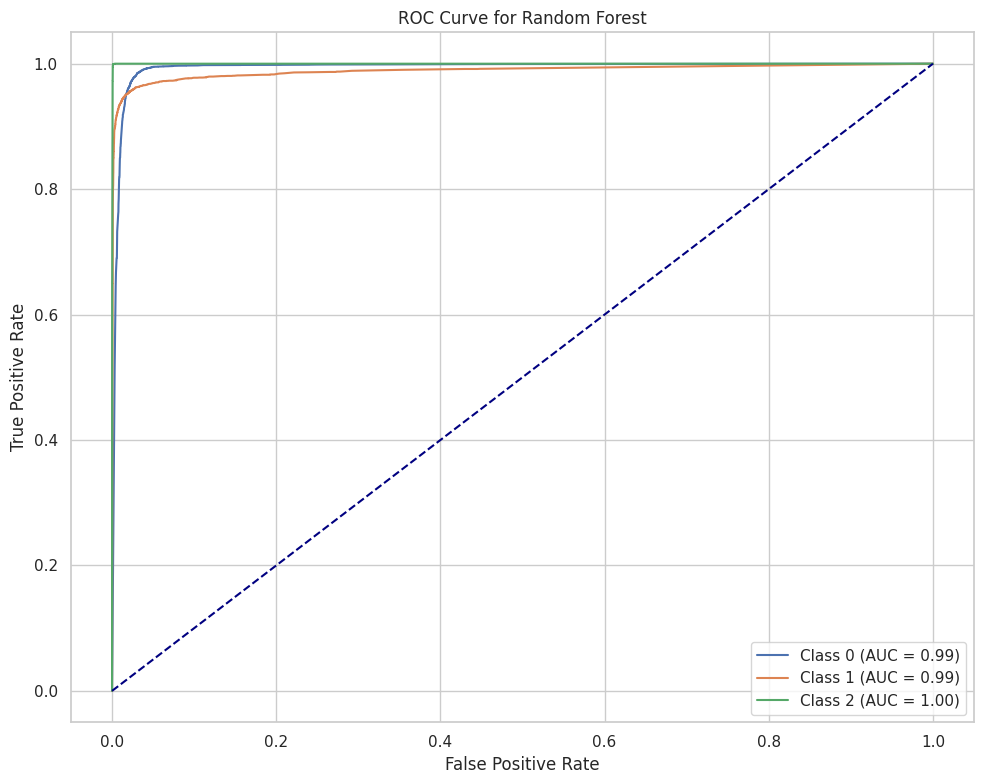 ROC Curve for Random Forest
True Positive Rate
1.0
0.8
0.6
0.4
0.2
0.0
0.0 0.2 0.4 0.6 0.8 1.0
False Positive Rate
Class 0 (AUC = 0.99)
Class 1 (AUC = 0.99)
Class 2 (AUC = 1.00)